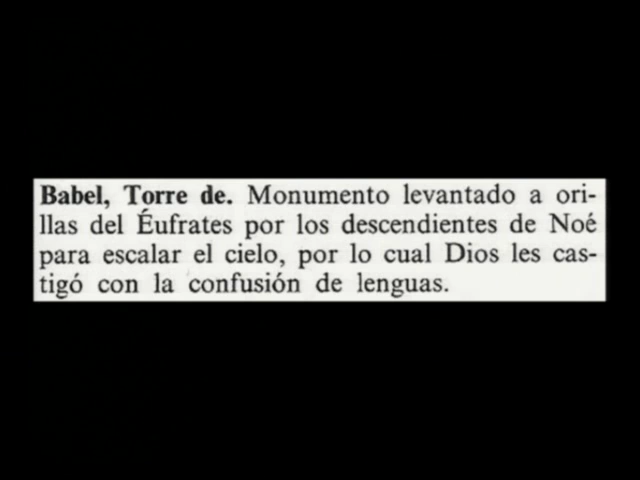 Babel, Torre de. Monumento levantado a ori-
llas del Éufrates por los descendientes de Noé
para escalar el cielo, por lo cual Dios les cas-
tigó con la confusión de lenguas.